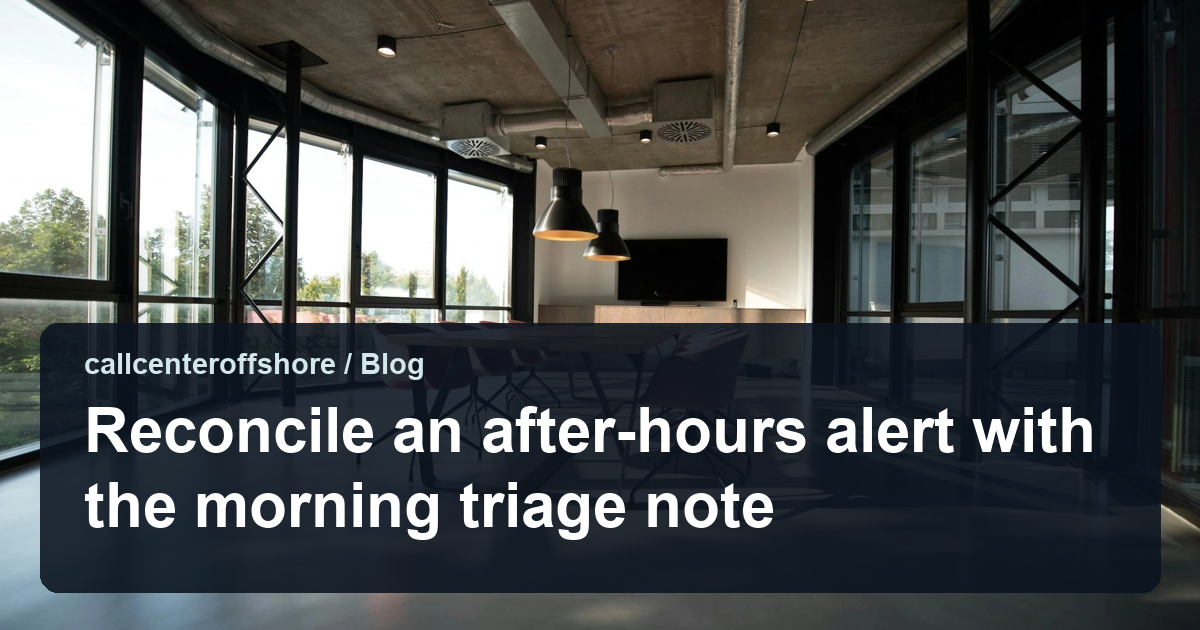 callcenteroffshore / Blog
Reconcile an after-hours alert with
the morning triage note